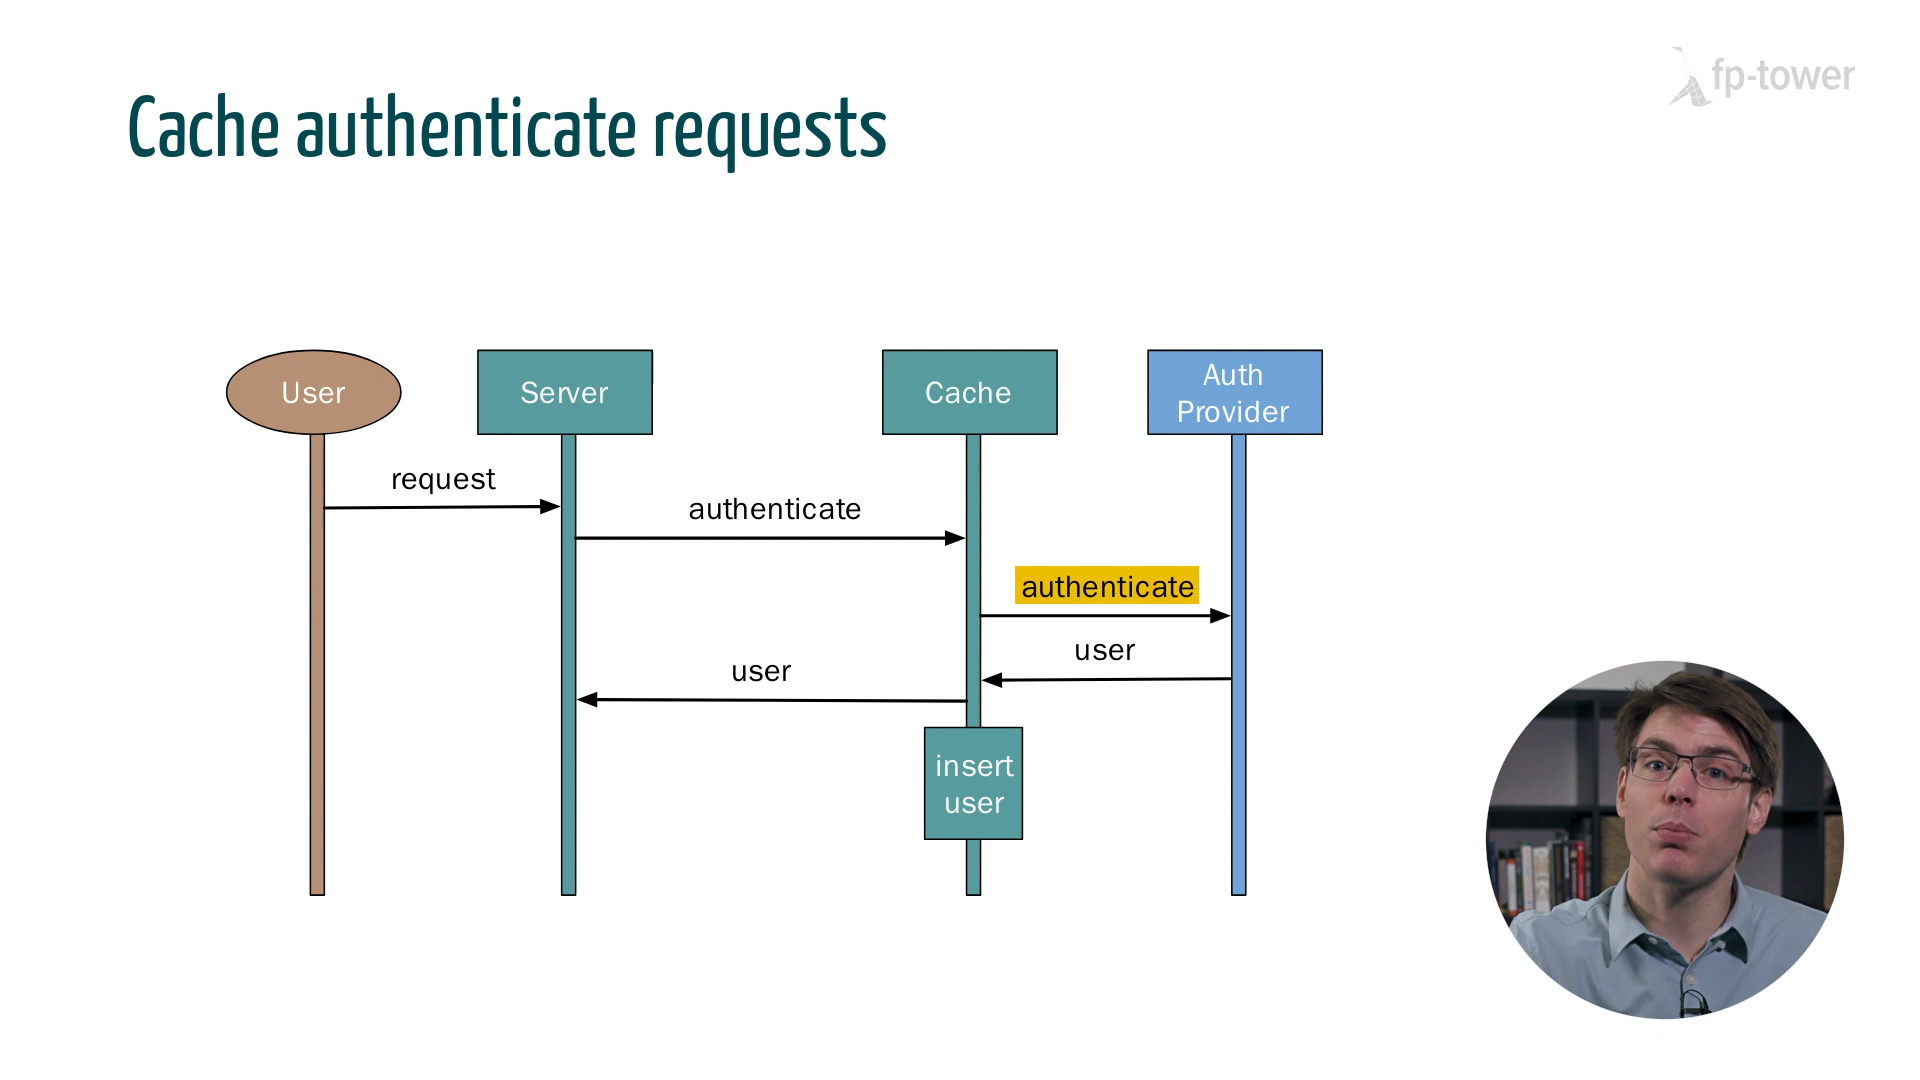 fp-tower
Cache authenticate requests
User
Server
Cache
Auth
Provider
request
authenticate
authenticate
user
user
insert
user